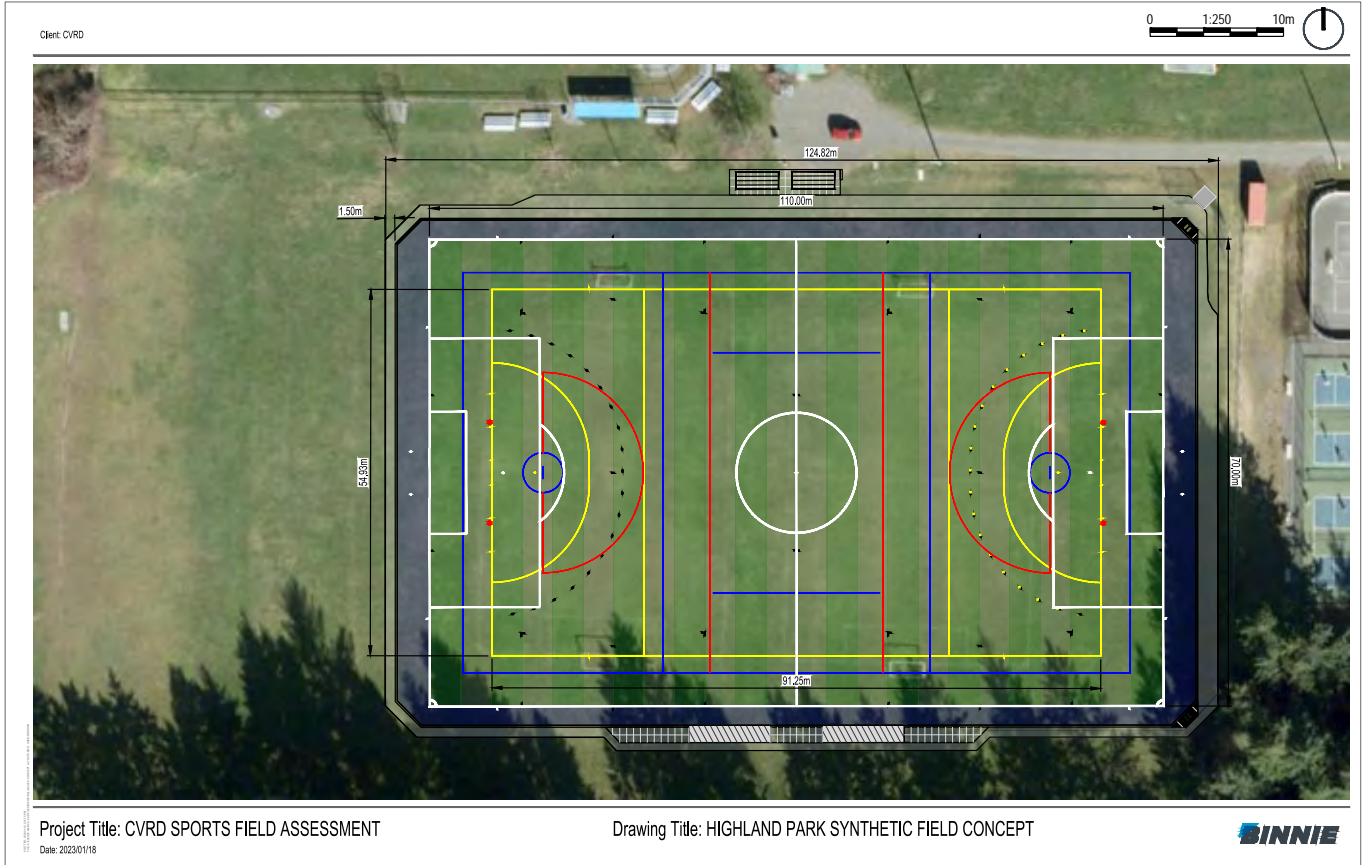 Client: CVRD
0 1:250 10m
124.82m
110.00m
1.50m
54.93m
70.00m
91.25m
Project Title: CVRD SPORTS FIELD ASSESSMENT
Drawing Title: HIGHLAND PARK SYNTHETIC FIELD CONCEPT
BINNIE
Date: 2023/01/18